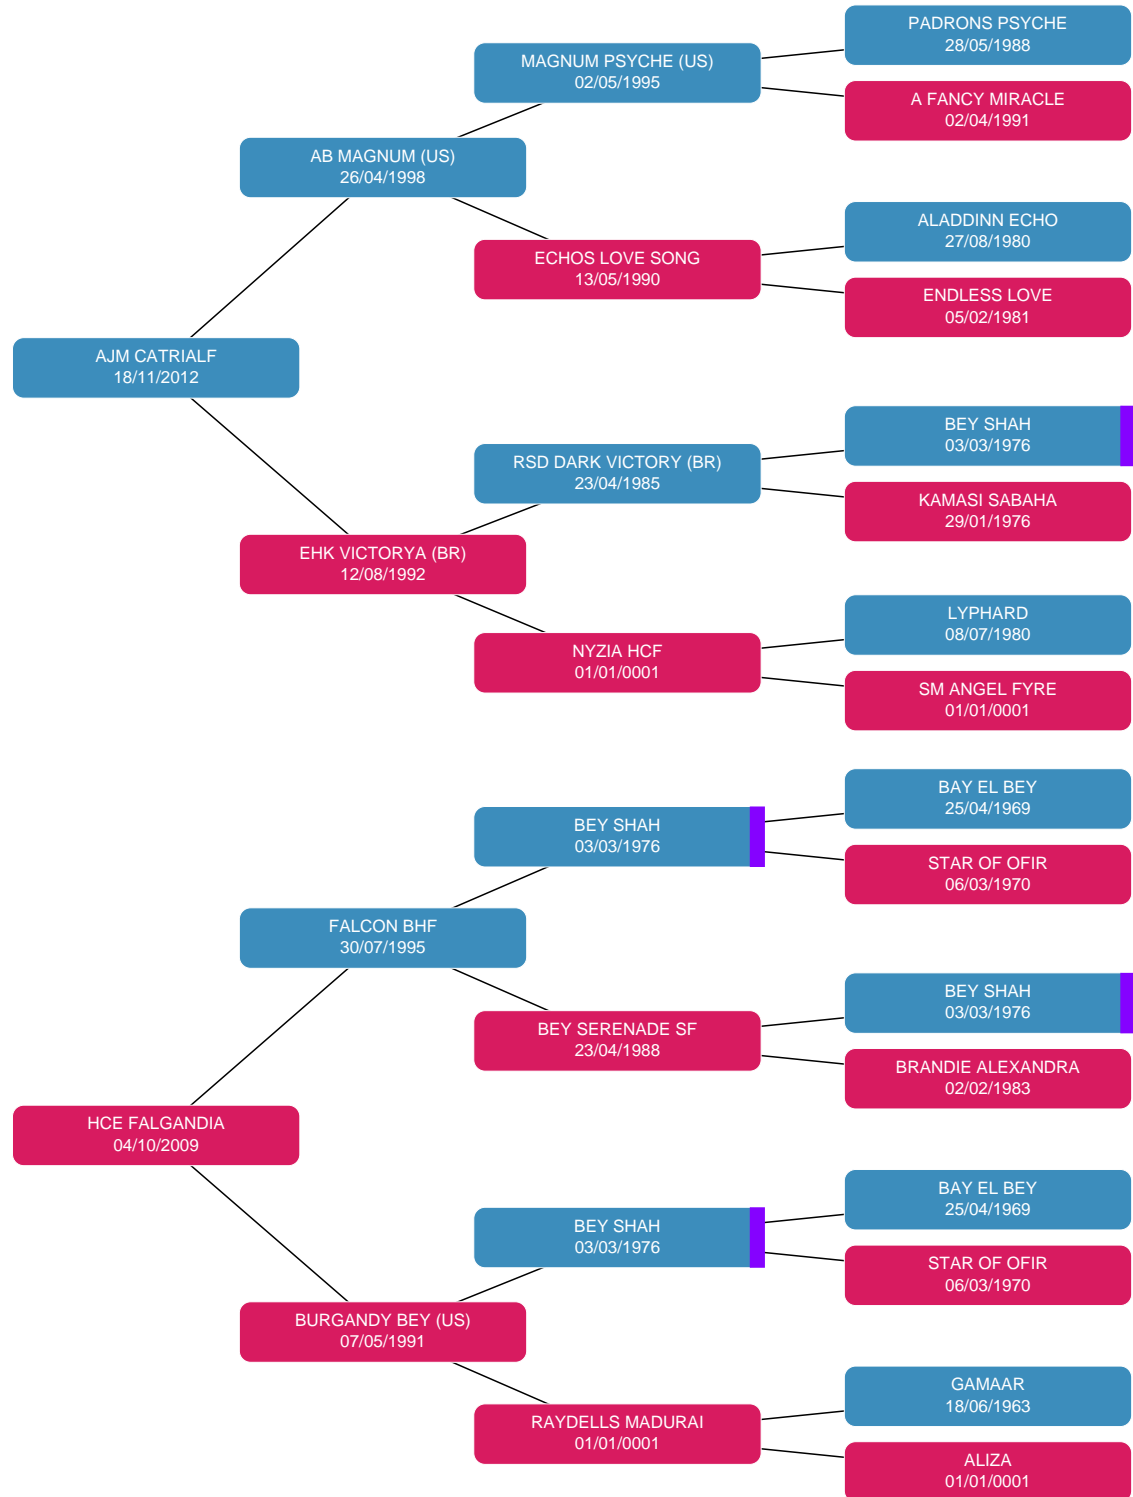 PADRONS PSYCHE
28/05/1988
MAGNUM PSYCHE (US)
02/05/1995
A FANCY MIRACLE
02/04/1991
AB MAGNUM (US)
26/04/1998
ALADDINN ECHO
27/08/1980
ECHOS LOVE SONG
13/05/1990
ENDLESS LOVE
05/02/1981
AJM CATRIALF
18/11/2012
BEY SHAH
03/03/1976
RSD DARK VICTORY (BR)
23/04/1985
KAMASI SABAHA
29/01/1976
EHK VICTORYA (BR)
12/08/1992
LYPHARD
08/07/1980
NYZIA HCF
01/01/0001
SM ANGEL FYRE
01/01/0001
BAY EL BEY
25/04/1969
BEY SHAH
03/03/1976
STAR OF OFIR
06/03/1970
FALCON BHF
30/07/1995
BEY SHAH
03/03/1976
BEY SERENADE SF
23/04/1988
BRANDIE ALEXANDRA
02/02/1983
HCE FALGANDIA
04/10/2009
BAY EL BEY
25/04/1969
BEY SHAH
03/03/1976
STAR OF OFIR
06/03/1970
BURGANDY BEY (US)
07/05/1991
GAMAAR
18/06/1963
RAYDELLS MADURAI
01/01/0001
ALIZA
01/01/0001